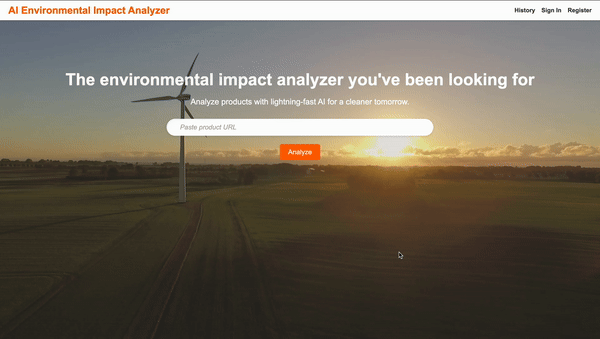 AI Environmental Impact Analyzer
History Sign In Register
The environmental impact analyzer you've been looking for
Analyze products with lightning-fast AI for a cleaner tomorrow.
Paste product URL
Analyze